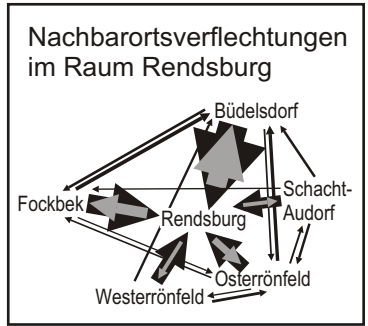 Nachbarortsverflechtungen
im Raum Rendsburg
Büdelsdorf
Schacht-
Audorf
Fockbek
Rendsburg
Osterrönfeld
Westerrönfeld